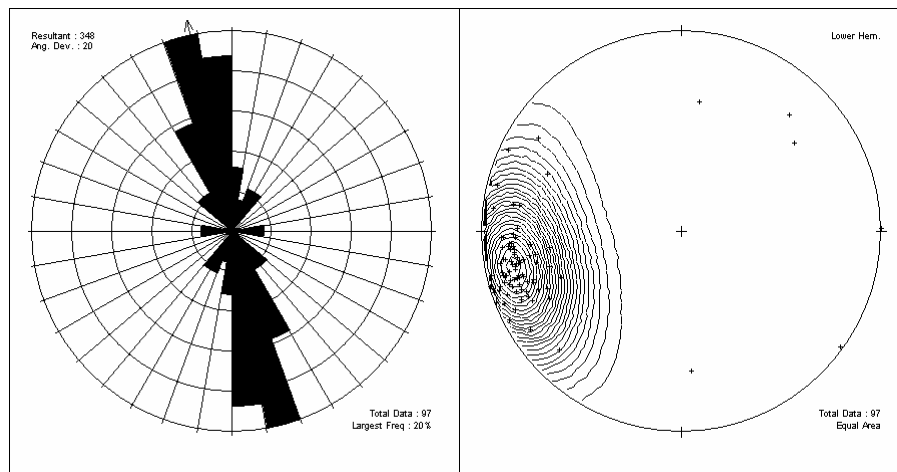 Resultant : 348
Ang. Dev. : 20
Total Data : 97
Largest Freq : 20%
Lower Hem.
Total Data : 97
Equal Area